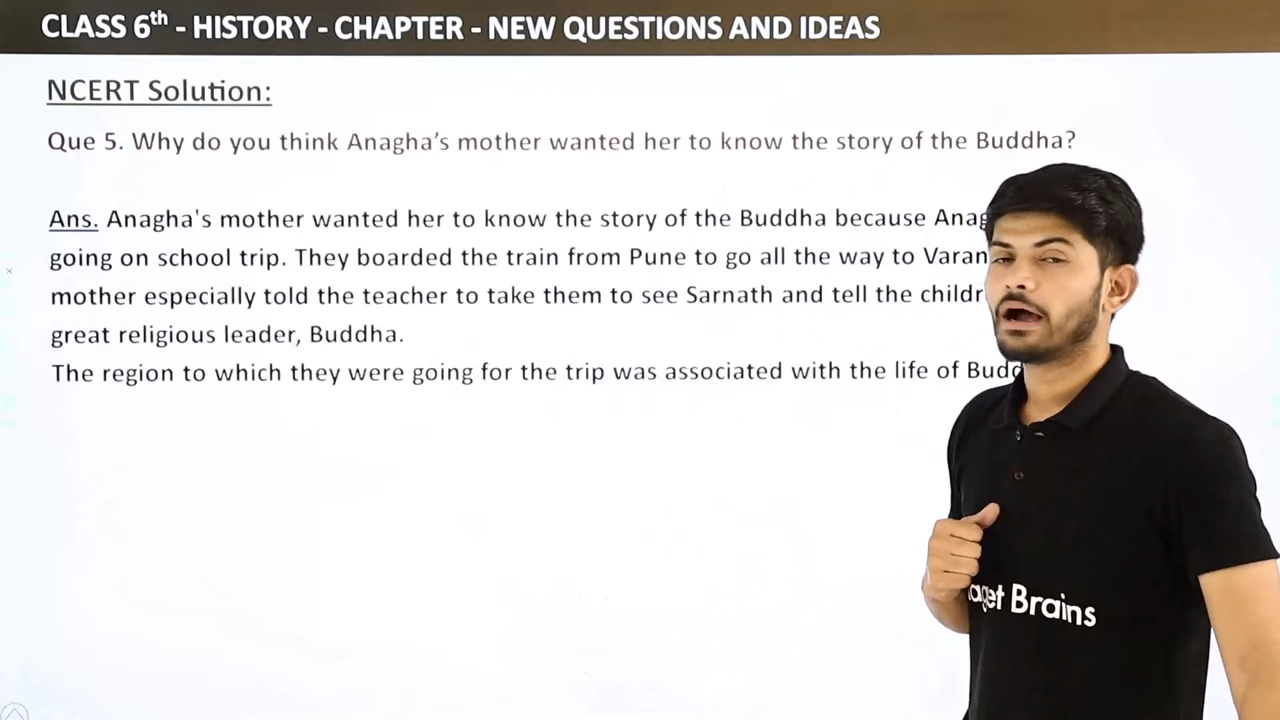 CLASS 6th - HISTORY - CHAPTER - NEW QUESTIONS AND IDEAS
NCERT Solution:
Que 5. Why do you think Anagha's mother wanted her to know the story of the Buddha?
Ans. Anagha's mother wanted her to know the story of the Buddha because
going on school trip. They boarded the train from Pune to go all the way to
mother especially told the teacher to take them to see Sarnath and tell the
great religious leader, Buddha.
The region to which they were going for the trip was associated with the life of
Brains